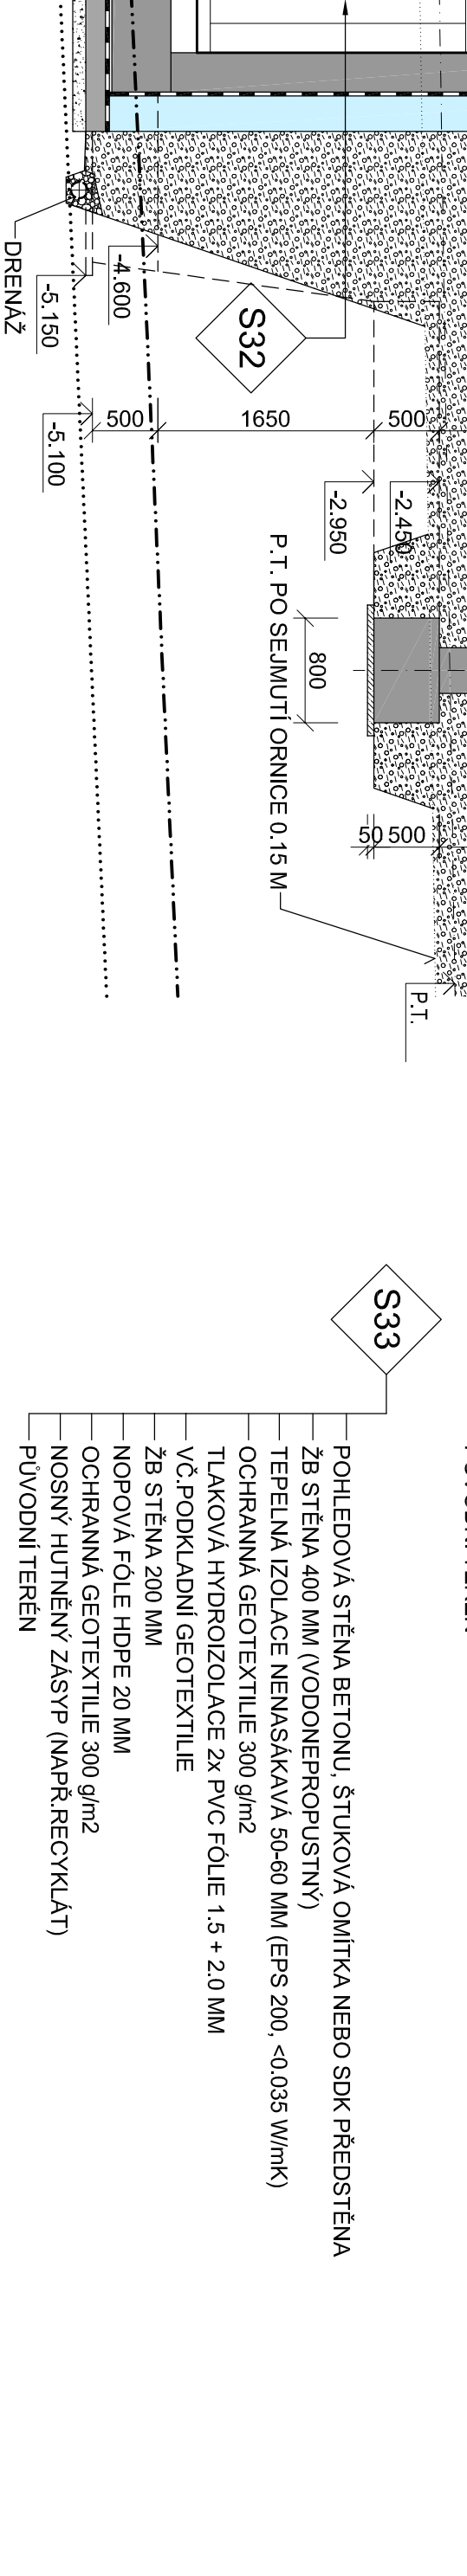 P.T.
50 500
800
P.T. PO SEJMUTÍ ORNICE 0.15 M
-2.450
-2.950
500
1650
500
-5.100
S32
-4.600
-5.150
DRENÁŽ
S33
POHLEDOVÁ STĚNA BETONU, ŠTUKOVÁ OMÍTKA NEBO SDK PŘEDSTĚNA
ŽB STĚNA 400 MM (VODONEPROPUSTNÝ)
TEPELNÁ IZOLACE NENASÁKAVÁ 50-60 MM (EPS 200, <0.035 W/mK)
OCHRANNÁ GEOTEXTILIE 300 g/m2
TLAKOVÁ HYDROIZOLACE 2x PVC FÓLIE 1.5 + 2.0 MM
VČ.PODKLADNÍ GEOTEXTILIE
ŽB STĚNA 200 MM
NOPOVÁ FÓLE HDPE 20 MM
OCHRANNÁ GEOTEXTILIE 300 g/m2
NOSNÝ HUTNĚNÝ ZÁSYP (NAPŘ.RECYKLÁT)
PŮVODNÍ TERÉN